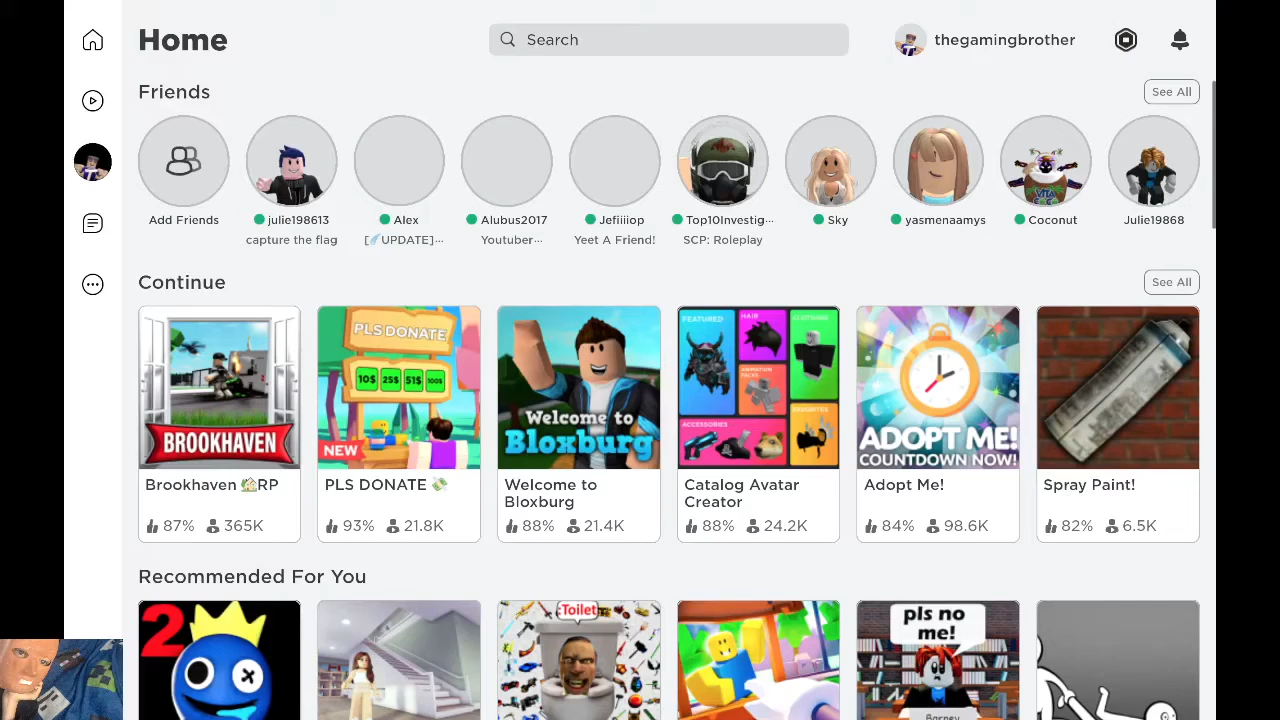 Home
Search
thegamingbrother
Friends
See All
Add Friends
julie198613
capture the flag
Alex
[☄️UPDATE]...
Alubus2017
Youtuber...
Jefiiiiop
Yeet A Friend!
Top10Investig...
SCP: Roleplay
Sky
yasmenaamys
Coconut
Julie19868
Continue
See All
BROOKHAVEN
Brookhaven 🏡RP
87% 365K
PLS DONATE
10$ 25$ 51$ 100$
NEW
PLS DONATE 💸
93% 21.8K
Welcome to
Bloxburg
Welcome to
Bloxburg
88% 21.4K
FEATURED
HAIR
CLOTHING
ANIMATION
PACKS
ACCESSORIES
FAVOURITES
Catalog Avatar
Creator
88% 24.2K
ADOPT ME!
COUNTDOWN NOW!
Adopt Me!
84% 98.6K
Spray Paint!
82% 6.5K
Recommended For You
2
Toilet
pls no
me!
Barney